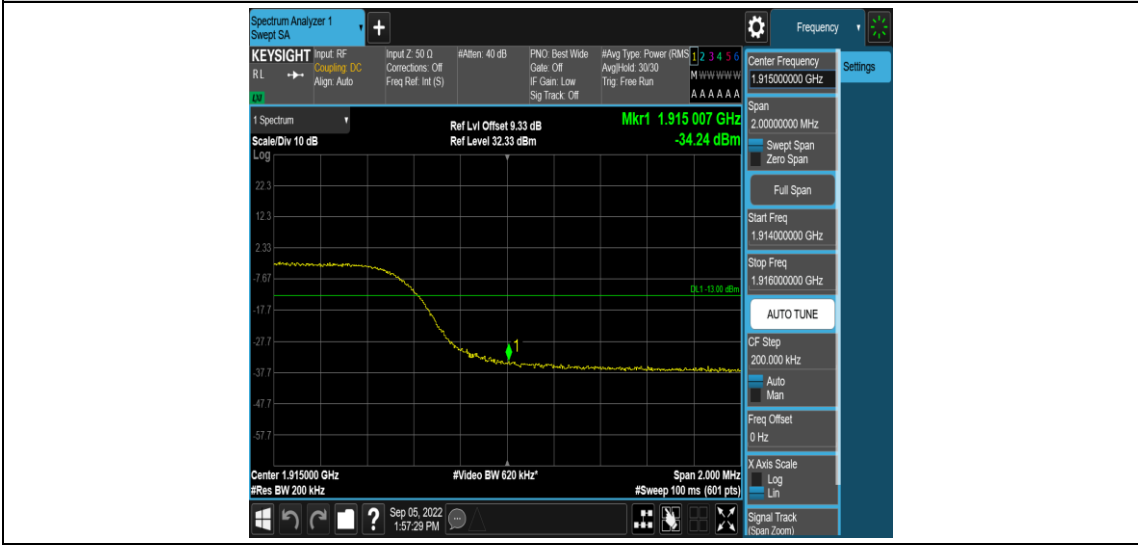 Spectrum Analyzer 1
Swept SA
+
Frequency
KEYSIGHT
RL
LM
Input: RF
Coupling: DC
Align: Auto
Input Z: 50 Ω
Corrections: Off
Freq Ref: Int (S)
#Atten: 40 dB
PNO: Best Wide
Gate: Off
IF Gain: Low
Sig Track: Off
#Avg Type: Power (RMS
Avg|Hold: 30/30
Trig: Free Run
1 2 3 4 5 6
M W W W W W
A A A A A A
1 Spectrum
Scale/Div 10 dB
Log
Ref Lvl Offset 9.33 dB
Ref Level 32.33 dBm
Mkr1 1.915 007 GHz
-34.24 dBm
22.3
12.3
2.33
-7.67
-17.7
-27.7
-37.7
-47.7
-57.7
DL1 -13.00 dBm
1
Center 1.915000 GHz
#Video BW 620 kHz*
Span 2.000 MHz
#Res BW 200 kHz
#Sweep 100 ms (601 pts)
?
Sep 05, 2022
1:57:29 PM
Center Frequency
1.915000000 GHz
Settings
Span
2.00000000 MHz
Swept Span
Zero Span
Full Span
Start Freq
1.914000000 GHz
Stop Freq
1.916000000 GHz
AUTO TUNE
CF Step
200.000 kHz
Auto
Man
Freq Offset
0 Hz
X Axis Scale
Log
Lin
Signal Track
(Span Zoom)